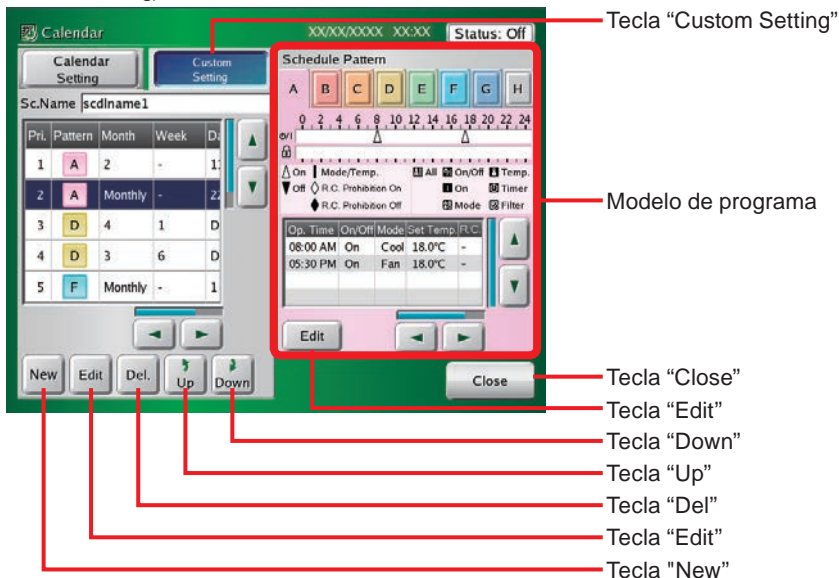 Calendar
XX/XX/XXXX XX:XX
Status: Off
Tecla “Custom Setting”
Calendar
Setting
Custom
Setting
Sc.Name scdlname1
Pri. Pattern Month Week Da
1 A 2 - 1
2 A Monthly - 22
3 D 4 1 D
4 D 3 6 D
5 F Monthly - 1
New Edit Del. Up Down
Schedule Pattern
A B C D E F G H
0 2 4 6 8 10 12 14 16 18 20 22 24
On Mode/Temp. All On/Off Temp.
Off R.C. Prohibition On On Timer
R.C. Prohibition Off Mode Filter
Op. Time On/Off Mode Set Temp. R.C.
08:00 AM On Cool 18.0°C -
05:30 PM On Fan 18.0°C -
Edit
Close
Modelo de programa
Tecla “Close”
Tecla “Edit”
Tecla “Down”
Tecla “Up”
Tecla “Del”
Tecla “Edit”
Tecla "New"